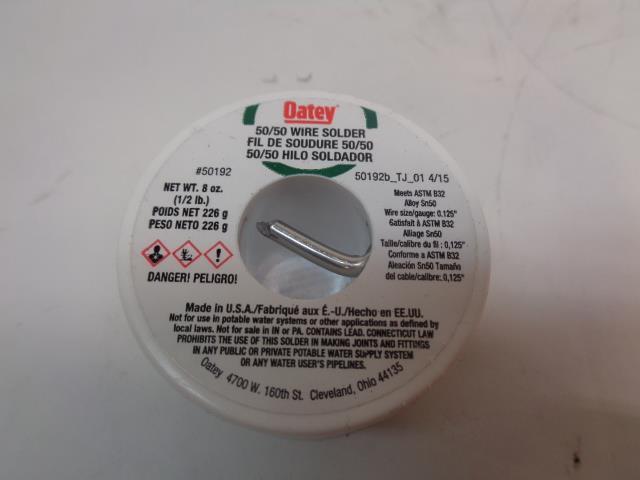 Oatey
50/50 WIRE SOLDER
FIL DE SOUDURE 50/50
50/50 HILO SOLDADOR
#50192
50192b_TJ_01 4/15
NET WT. 8 oz.
(1/2 lb.)
POIDS NET 226 g
PESO NETO 226 g
DANGER! PELIGRO!
Meets ASTM B32
Alloy Sn50
Wire size/gauge: 0.125"
Satisfait à ASTM B32
Alliage Sn50
Taille/calibre du fil : 0,125"
Conforme a ASTM B32
Aleación Sn50 Tamaño
del cable/calibre: 0,125"
Made in U.S.A./Fabriqué aux É.-U./Hecho en EE.UU.
Not for use in potable water systems or other applications as defined by
local laws. Not for sale in IN or PA. CONTAINS LEAD. CONNECTICUT LAW
PROHIBITS THE USE OF THIS SOLDER IN MAKING JOINTS AND FITTINGS
IN ANY PUBLIC OR PRIVATE POTABLE WATER SUPPLY SYSTEM
OR ANY WATER USER'S PIPELINES.
Oatey 4700 W. 160th St. Cleveland, Ohio 44135